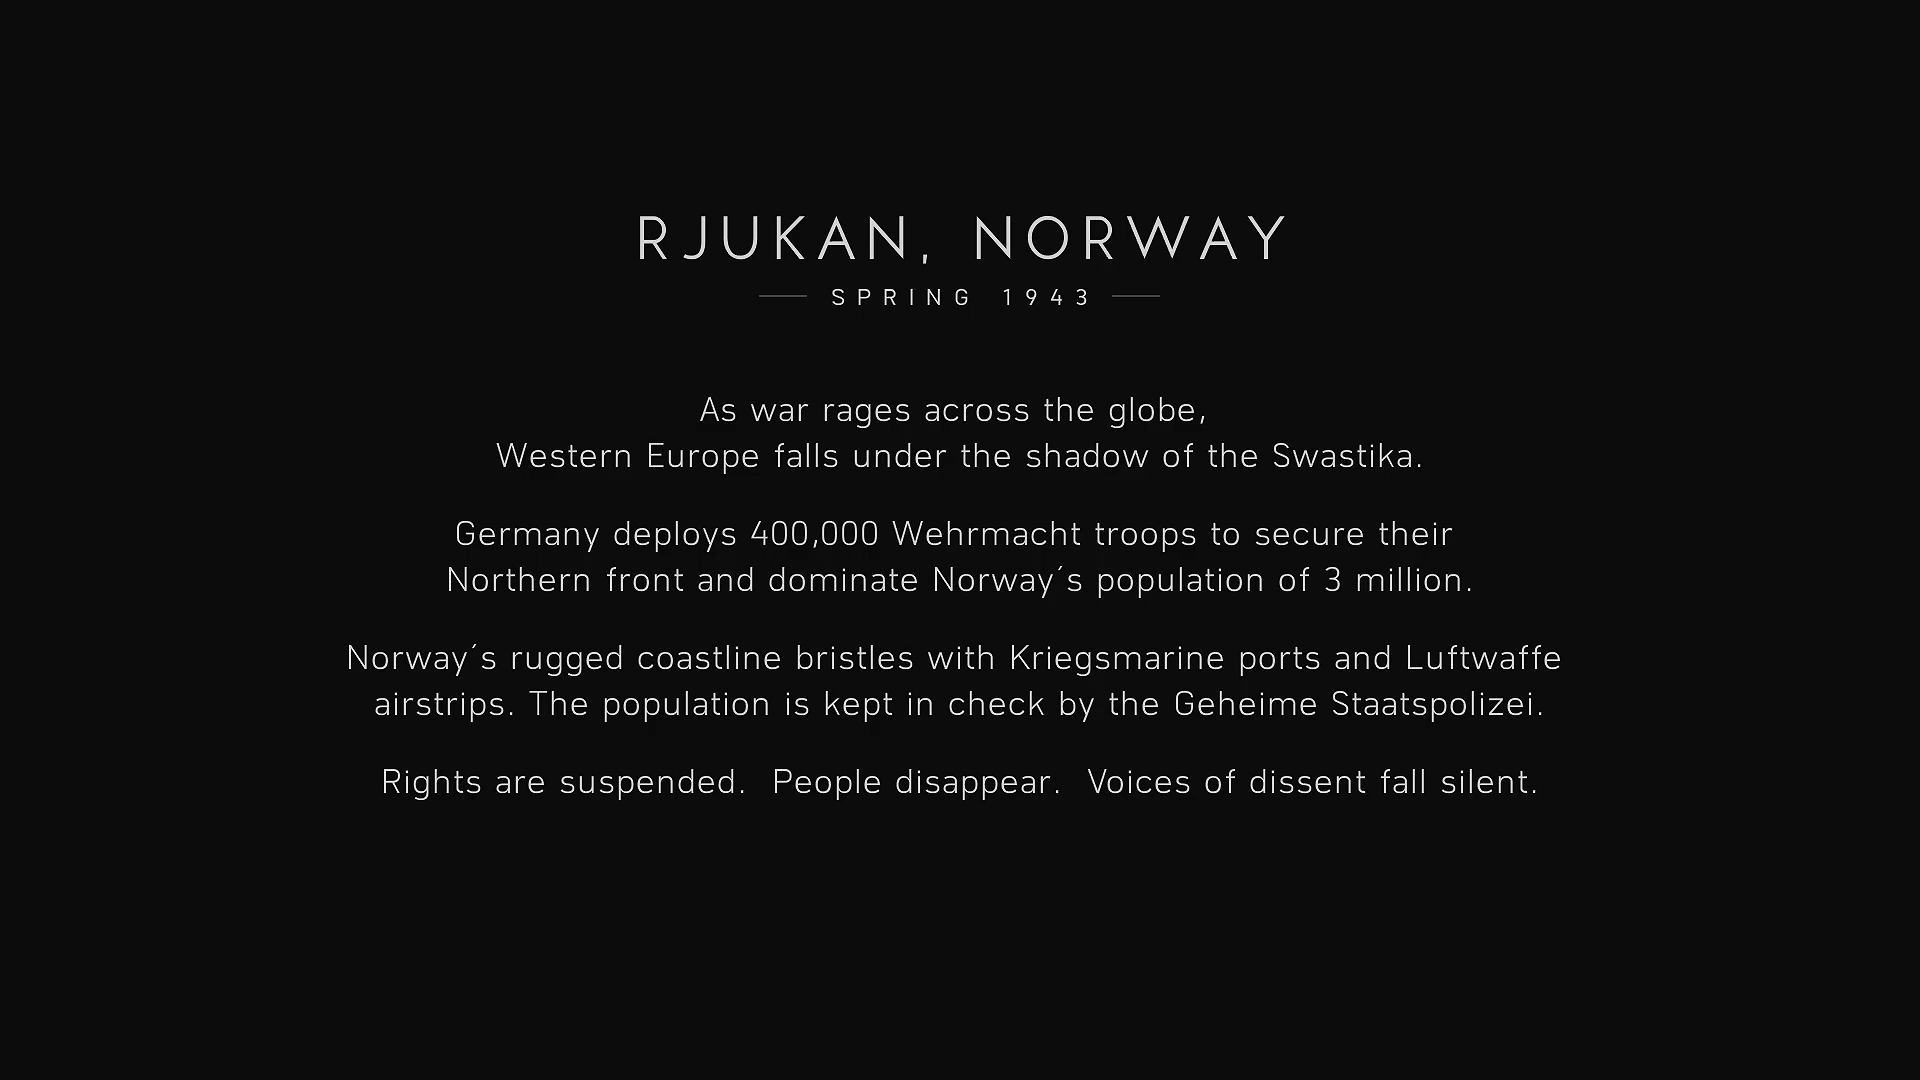 RJUKAN, NORWAY
SPRING 1943
As war rages across the globe,
Western Europe falls under the shadow of the Swastika.
Germany deploys 400,000 Wehrmacht troops to secure their
Northern front and dominate Norway´s population of 3 million.
Norway´s rugged coastline bristles with Kriegsmarine ports and Luftwaffe
airstrips. The population is kept in check by the Geheime Staatspolizei.
Rights are suspended.  People disappear.  Voices of dissent fall silent.